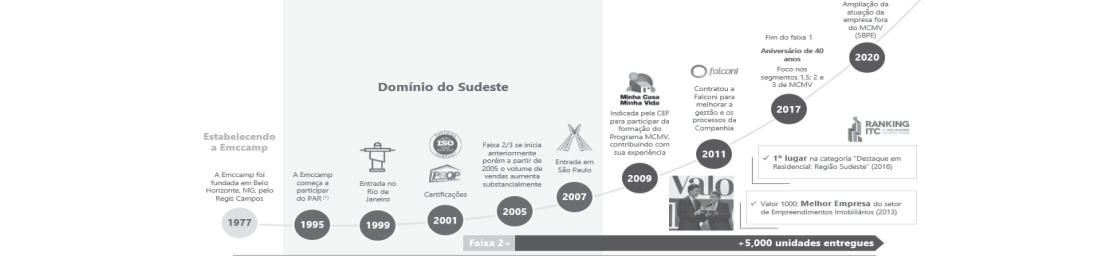 Ampliação da
atuação da
empresa fora
do MCMV
(SBPE)
2020
Fim do faixa 1
Aniversário de 40
anos
Foco nos
segmentos 1,5; 2 e
3 de MCMV
2017
falconi
Contratou a
Falconi para
melhorar a
gestão e os
processos da
Companhia
2011
Domínio do Sudeste
Minha Casa
Minha Vida
Indicada pela CEF
para participar da
formação do
Programa MCMV,
contribuindo com
sua experiência
2009
Estabelecendo
a Emccamp
A Emccamp foi
fundada em Belo
Horizonte, MG, pelo
Regis Campos
1977
A Emccamp
começa a
participar
do PAR
1995
Entrada no
Rio de
Janeiro
1999
ISO
Certificações
2001
Faixa 2/3 se inicia
anteriormente
porém a partir de
2005 o volume de
vendas aumenta
substancialmente
2005
Entrada em
São Paulo
2007
RANKING
ITC
✓ 1º lugar na categoria "Destaque em
Residencial: Região Sudeste" (2016)
Valo
✓ Valor 1000: Melhor Empresa do setor
de Empreendimentos Imobiliários (2013)
Faixa 2+
+5,000 unidades entregues